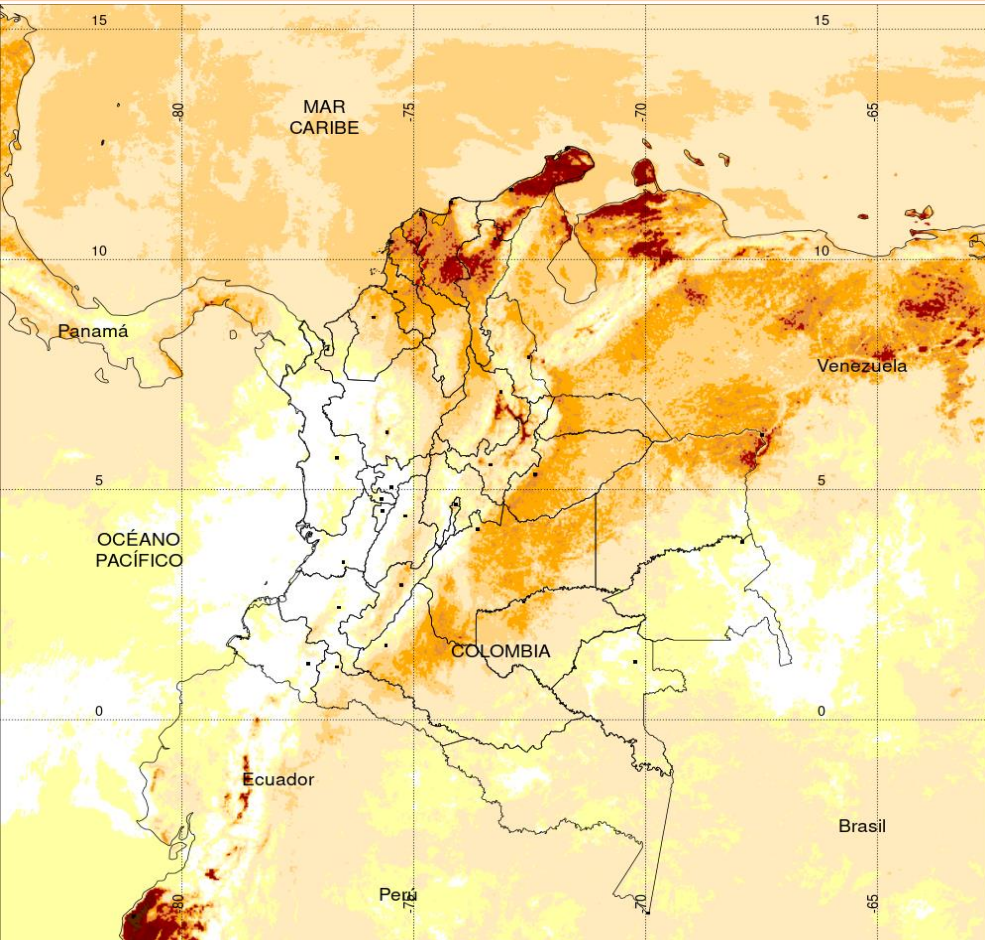 15 15
-80 -75 -70 -65
MAR
CARIBE
10 10
Panamá
Venezuela
5 5
OCÉANO
PACÍFICO
COLOMBIA
0 0
Ecuador
Brasil
Perú
-80 -75 -70 -65